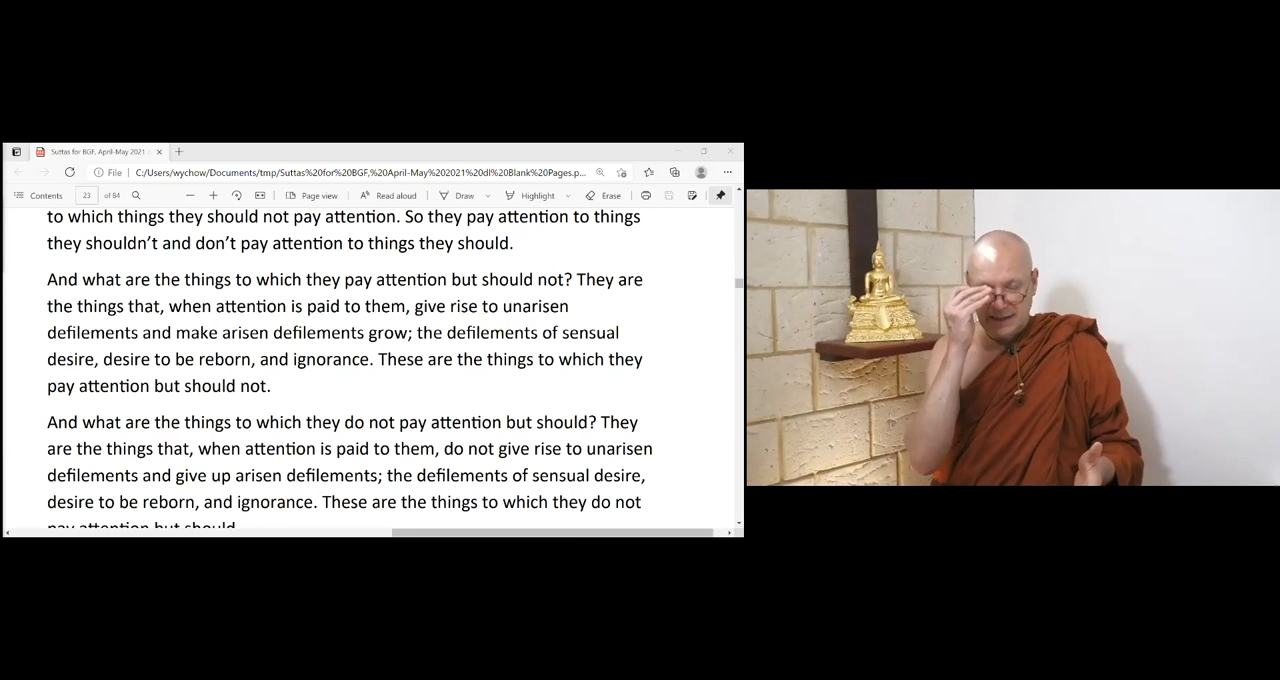 Suttas for BGF, April-May 2021
File
C:/Users/wychow/Documents/tmp/Suttas%20for%20BGF,%20April-May%202021%20dl%20Blank%20Pages.p...
Contents
23
of 84
Page view
Read aloud
Draw
Highlight
Erase
to which things they should not pay attention. So they pay attention to things
they shouldn't and don't pay attention to things they should.
And what are the things to which they pay attention but should not? They are
the things that, when attention is paid to them, give rise to unarisen
defilements and make arisen defilements grow; the defilements of sensual
desire, desire to be reborn, and ignorance. These are the things to which they
pay attention but should not.
And what are the things to which they do not pay attention but should? They
are the things that, when attention is paid to them, do not give rise to unarisen
defilements and give up arisen defilements; the defilements of sensual desire,
desire to be reborn, and ignorance. These are the things to which they do not
pay attention but should